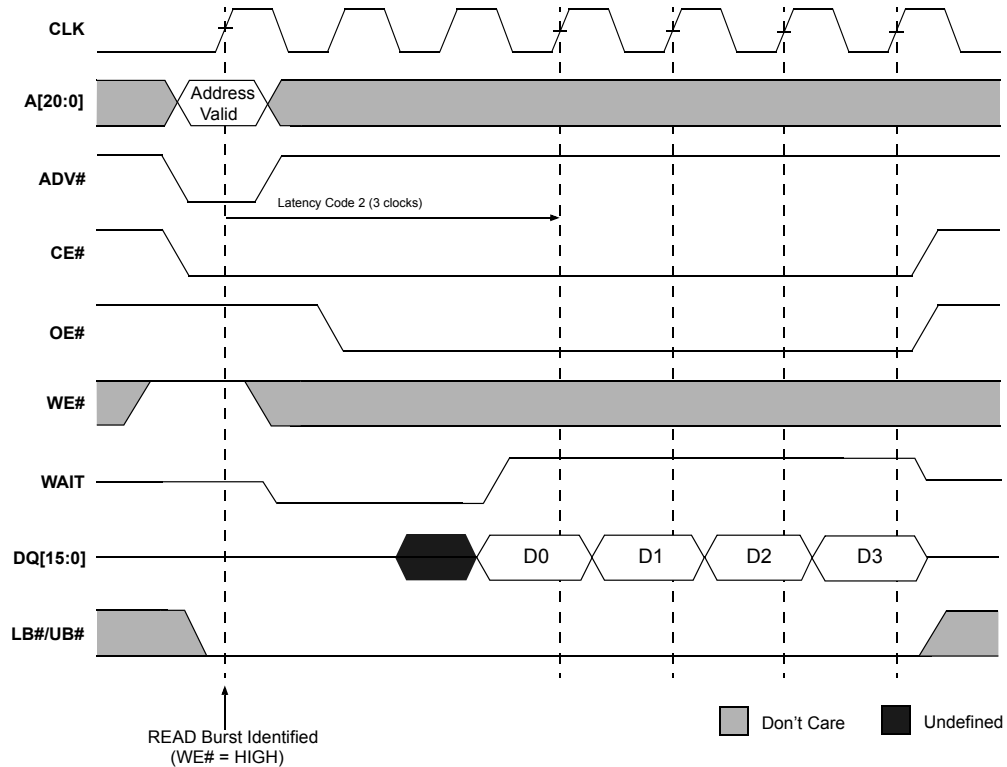 CLK
A[20:0]
Address
Valid
ADV#
Latency Code 2 (3 clocks)
CE#
OE#
WE#
WAIT
DQ[15:0]
D0
D1
D2
D3
LB#/UB#
READ Burst Identified
(WE# = HIGH)
Don't Care
Undefined